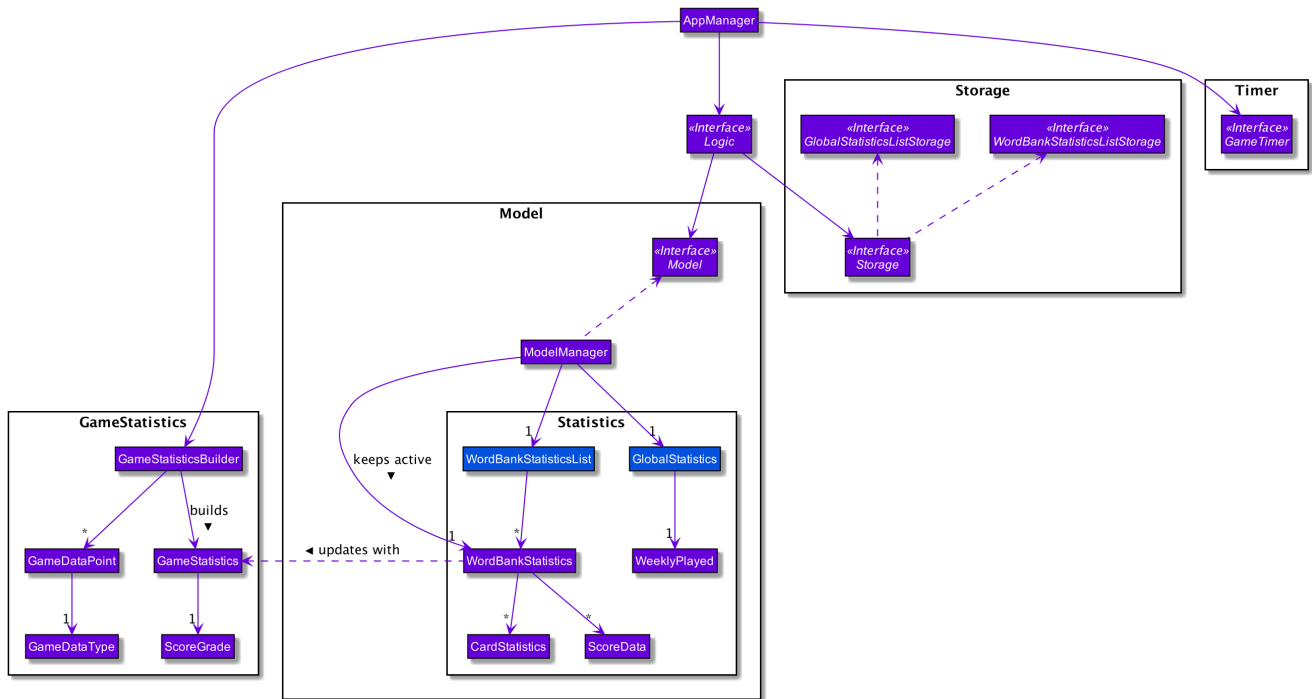 AppManager
Storage
Timer
«Interface»
GlobalStatisticsListStorage
«Interface»
WordBankStatisticsListStorage
«Interface»
GameTimer
«Interface»
Logic
Model
«Interface»
Model
«Interface»
Storage
ModelManager
GameStatistics
Statistics
1
1
GameStatisticsBuilder
keeps active
▼
WordBankStatisticsList
GlobalStatistics
builds
▼
*
1
*
1
◄ updates with
GameDataPoint
GameStatistics
WordBankStatistics
WeeklyPlayed
1
1
*
*
GameDataType
ScoreGrade
CardStatistics
ScoreData